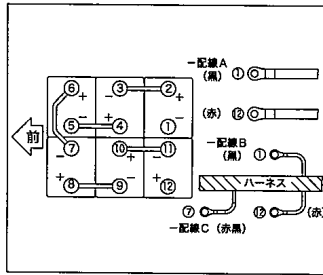 一配線A
(黒) ①
(赤) ⑫
⑥ ③ ②
+ − +
− + −
⑤ ④ ①
前
⑦ ⑩ ⑪
− + −
+ − +
⑧ ⑨ ⑫
一配線B
(黒) ①
ハーネス
⑦ ⑫ (赤)
一配線C (赤黒)